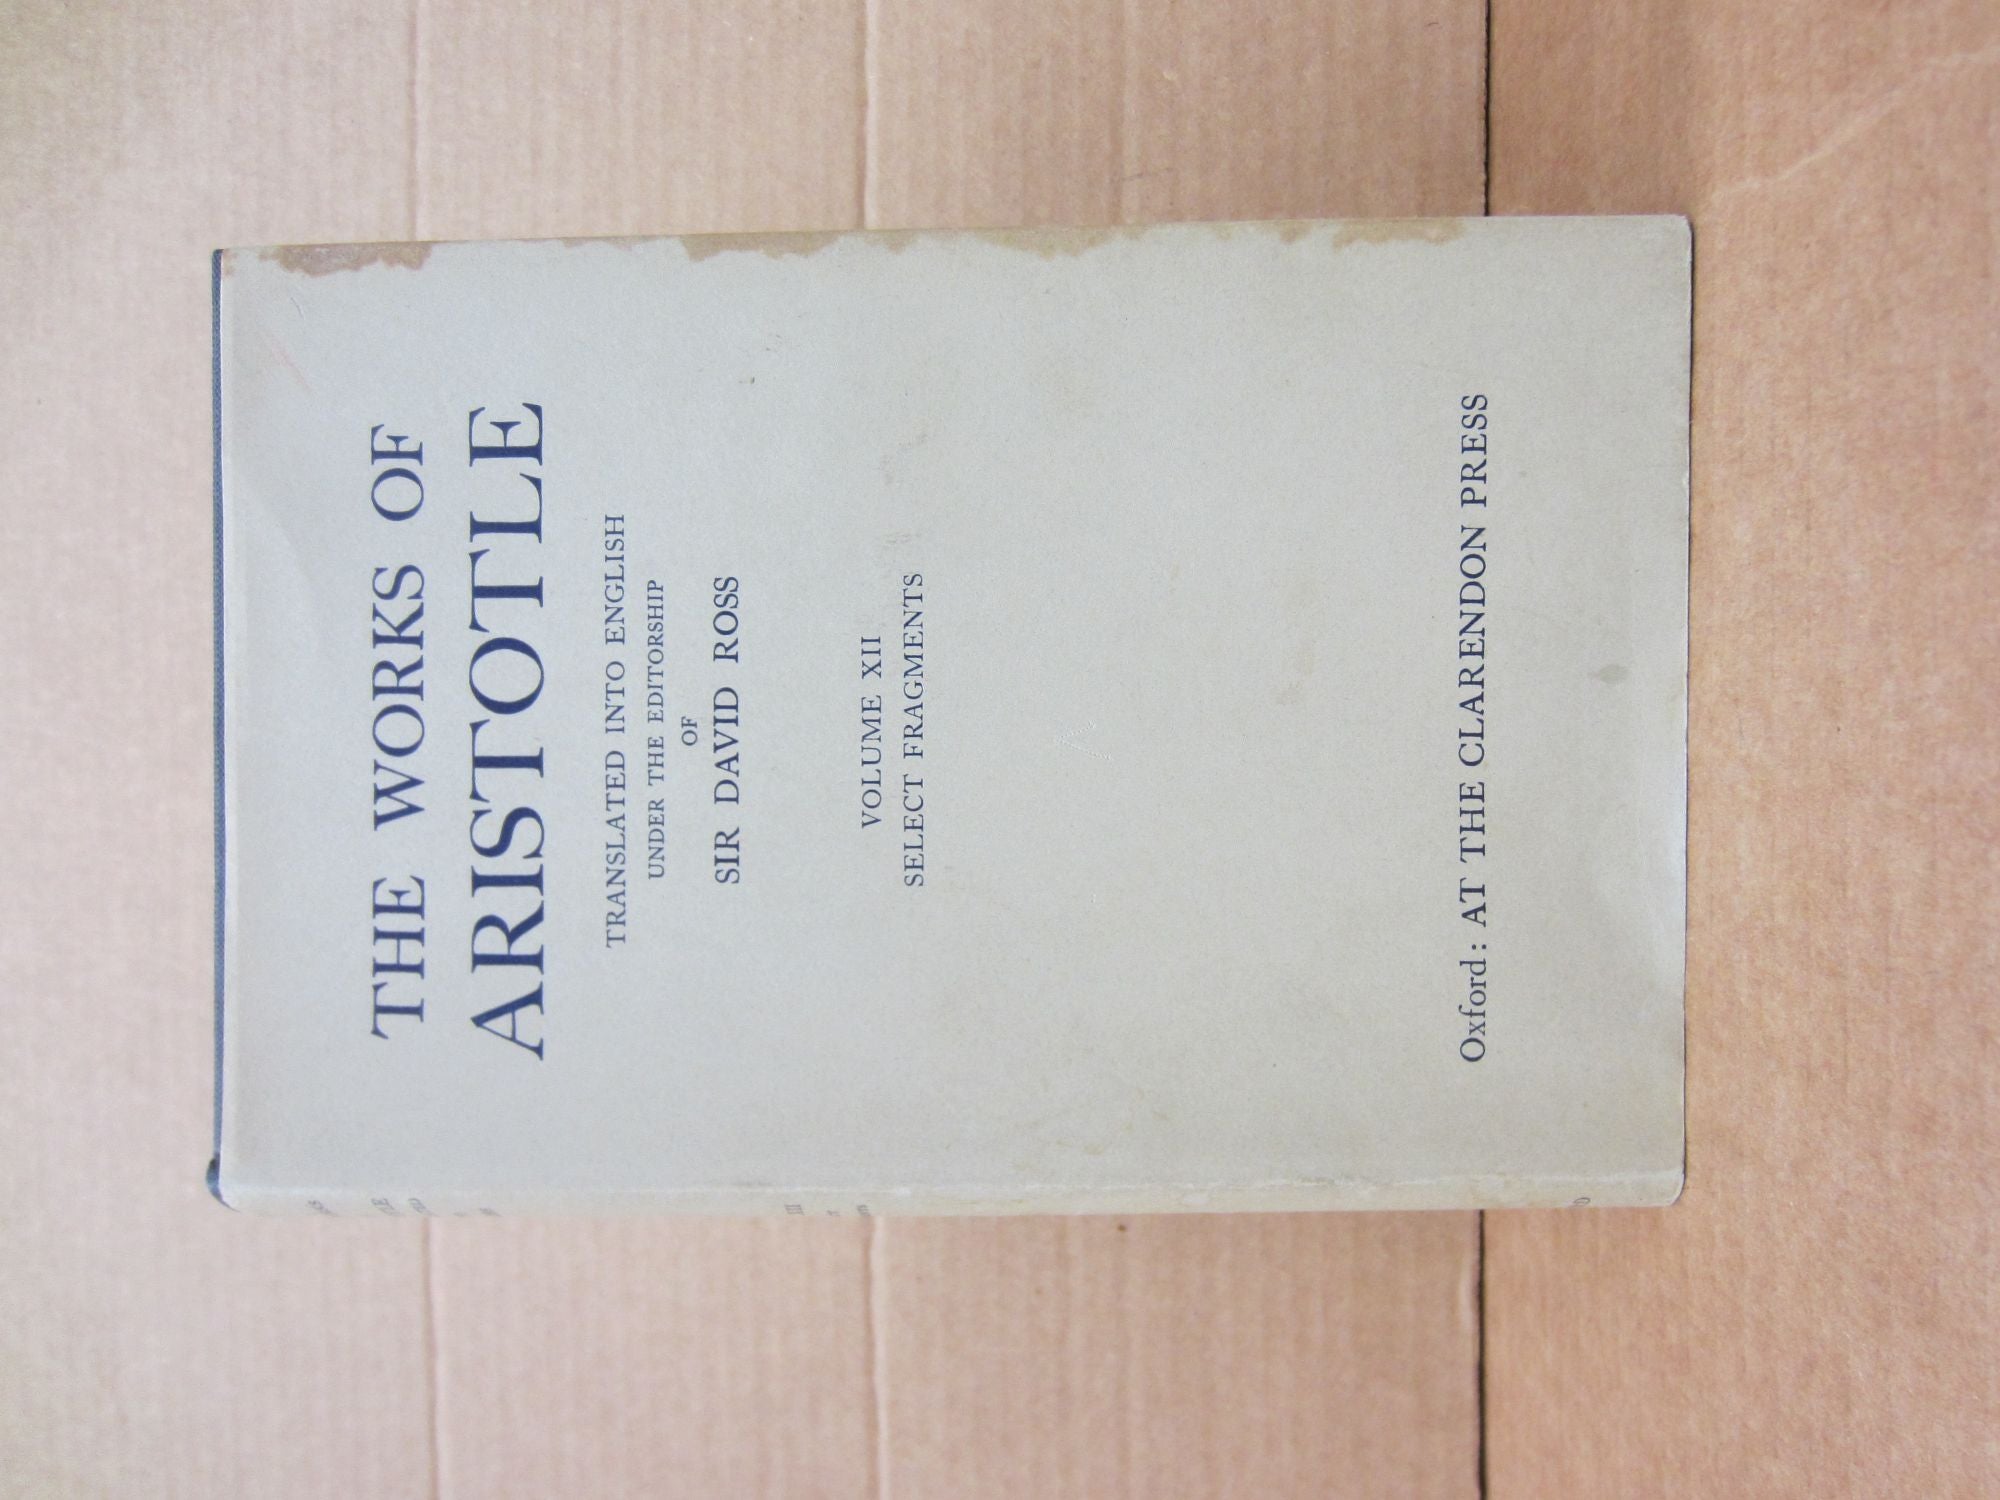 THE WORKS OF
ARISTOTLE
TRANSLATED INTO ENGLISH
UNDER THE EDITORSHIP
OF
SIR DAVID ROSS
VOLUME XII
SELECT FRAGMENTS
Oxford: AT THE CLARENDON PRESS